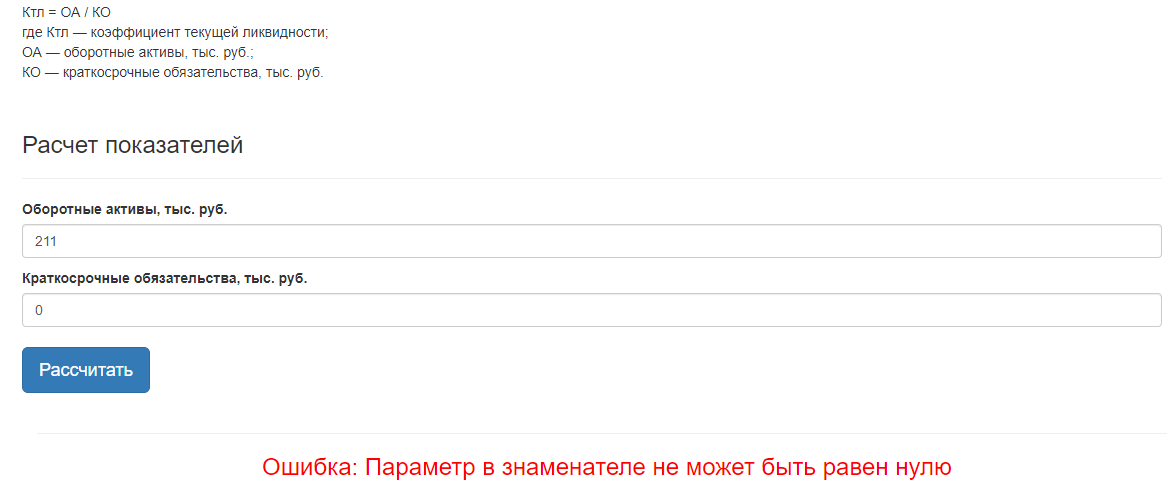 Ктл = ОА / КО
где Ктл — коэффициент текущей ликвидности;
ОА — оборотные активы, тыс. руб.;
КО — краткосрочные обязательства, тыс. руб.
Расчет показателей
Оборотные активы, тыс. руб.
211
Краткосрочные обязательства, тыс. руб.
0
Рассчитать
Ошибка: Параметр в знаменателе не может быть равен нулю